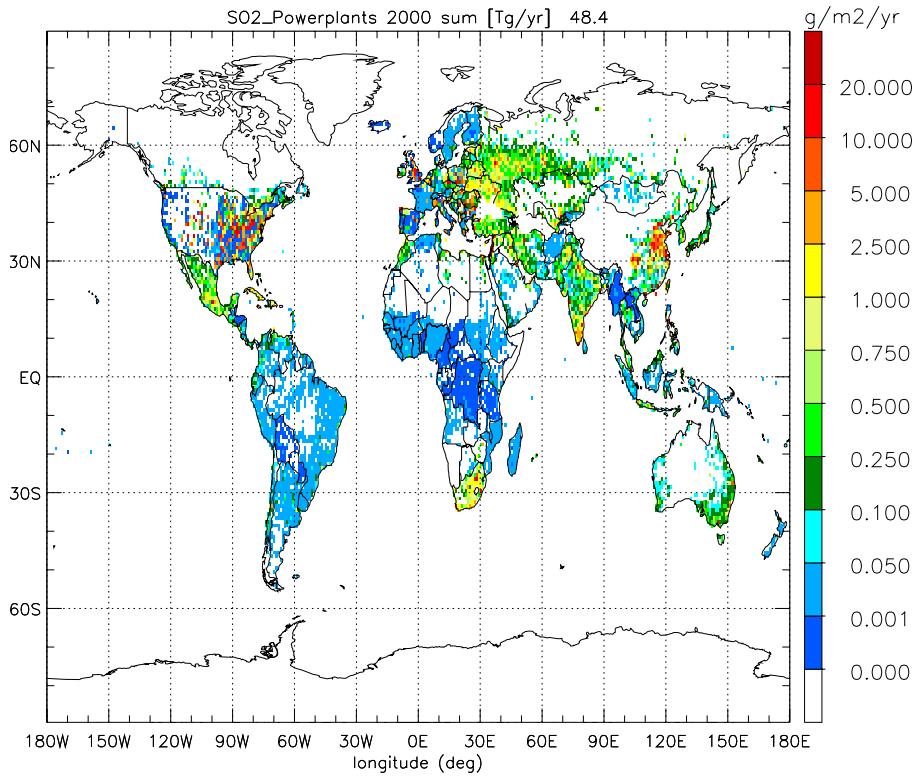 SO2_Powerplants 2000 sum [Tg/yr] 48.4
g/m2/yr
20.000
10.000
5.000
2.500
1.000
0.750
0.500
0.250
0.100
0.050
0.001
0.000
60N
30N
EQ
30S
60S
180W 150W 120W 90W 60W 30W 0E 30E 60E 90E 120E 150E 180E
longitude (deg)